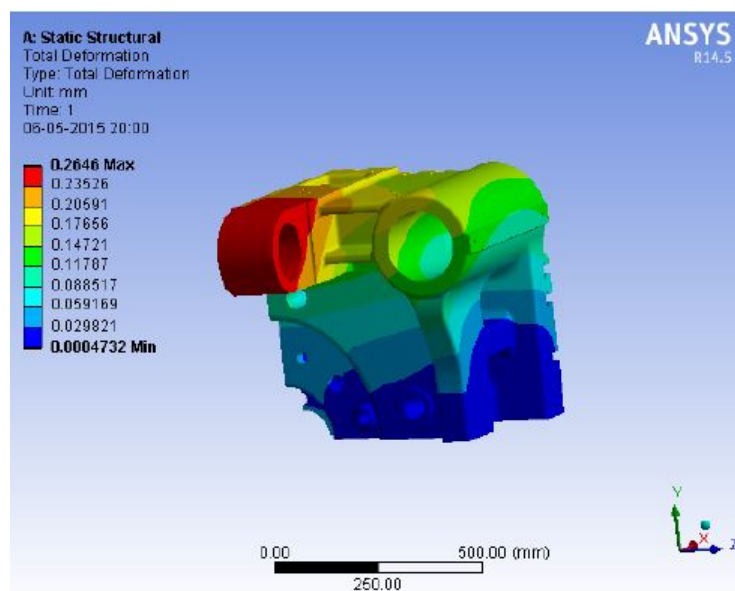 A: Static Structural
Total Deformation
Type: Total Deformation
Unit: mm
Time: 1
06-05-2015 20:00
ANSYS
R14.5
0.2646 Max
0.23526
0.20591
0.17656
0.14721
0.11787
0.088517
0.059169
0.029821
0.0004732 Min
0.00
500.00 (mm)
250.00
Y
X
Z